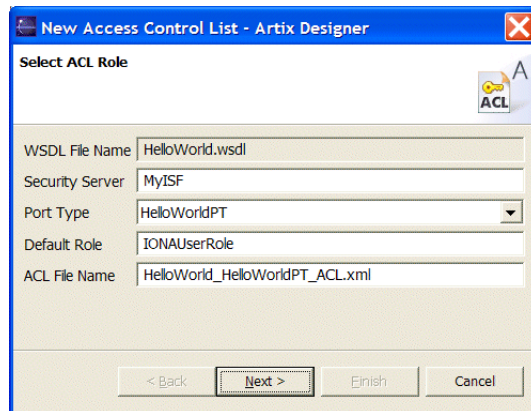 New Access Control List - Artix Designer
Select ACL Role
A
ACL
WSDL File Name HelloWorld.wsdl
Security Server MyISF
Port Type HelloWorldPT
Default Role IONAUserRole
ACL File Name HelloWorld_HelloWorldPT_ACL.xml
< Back Next > Finish Cancel